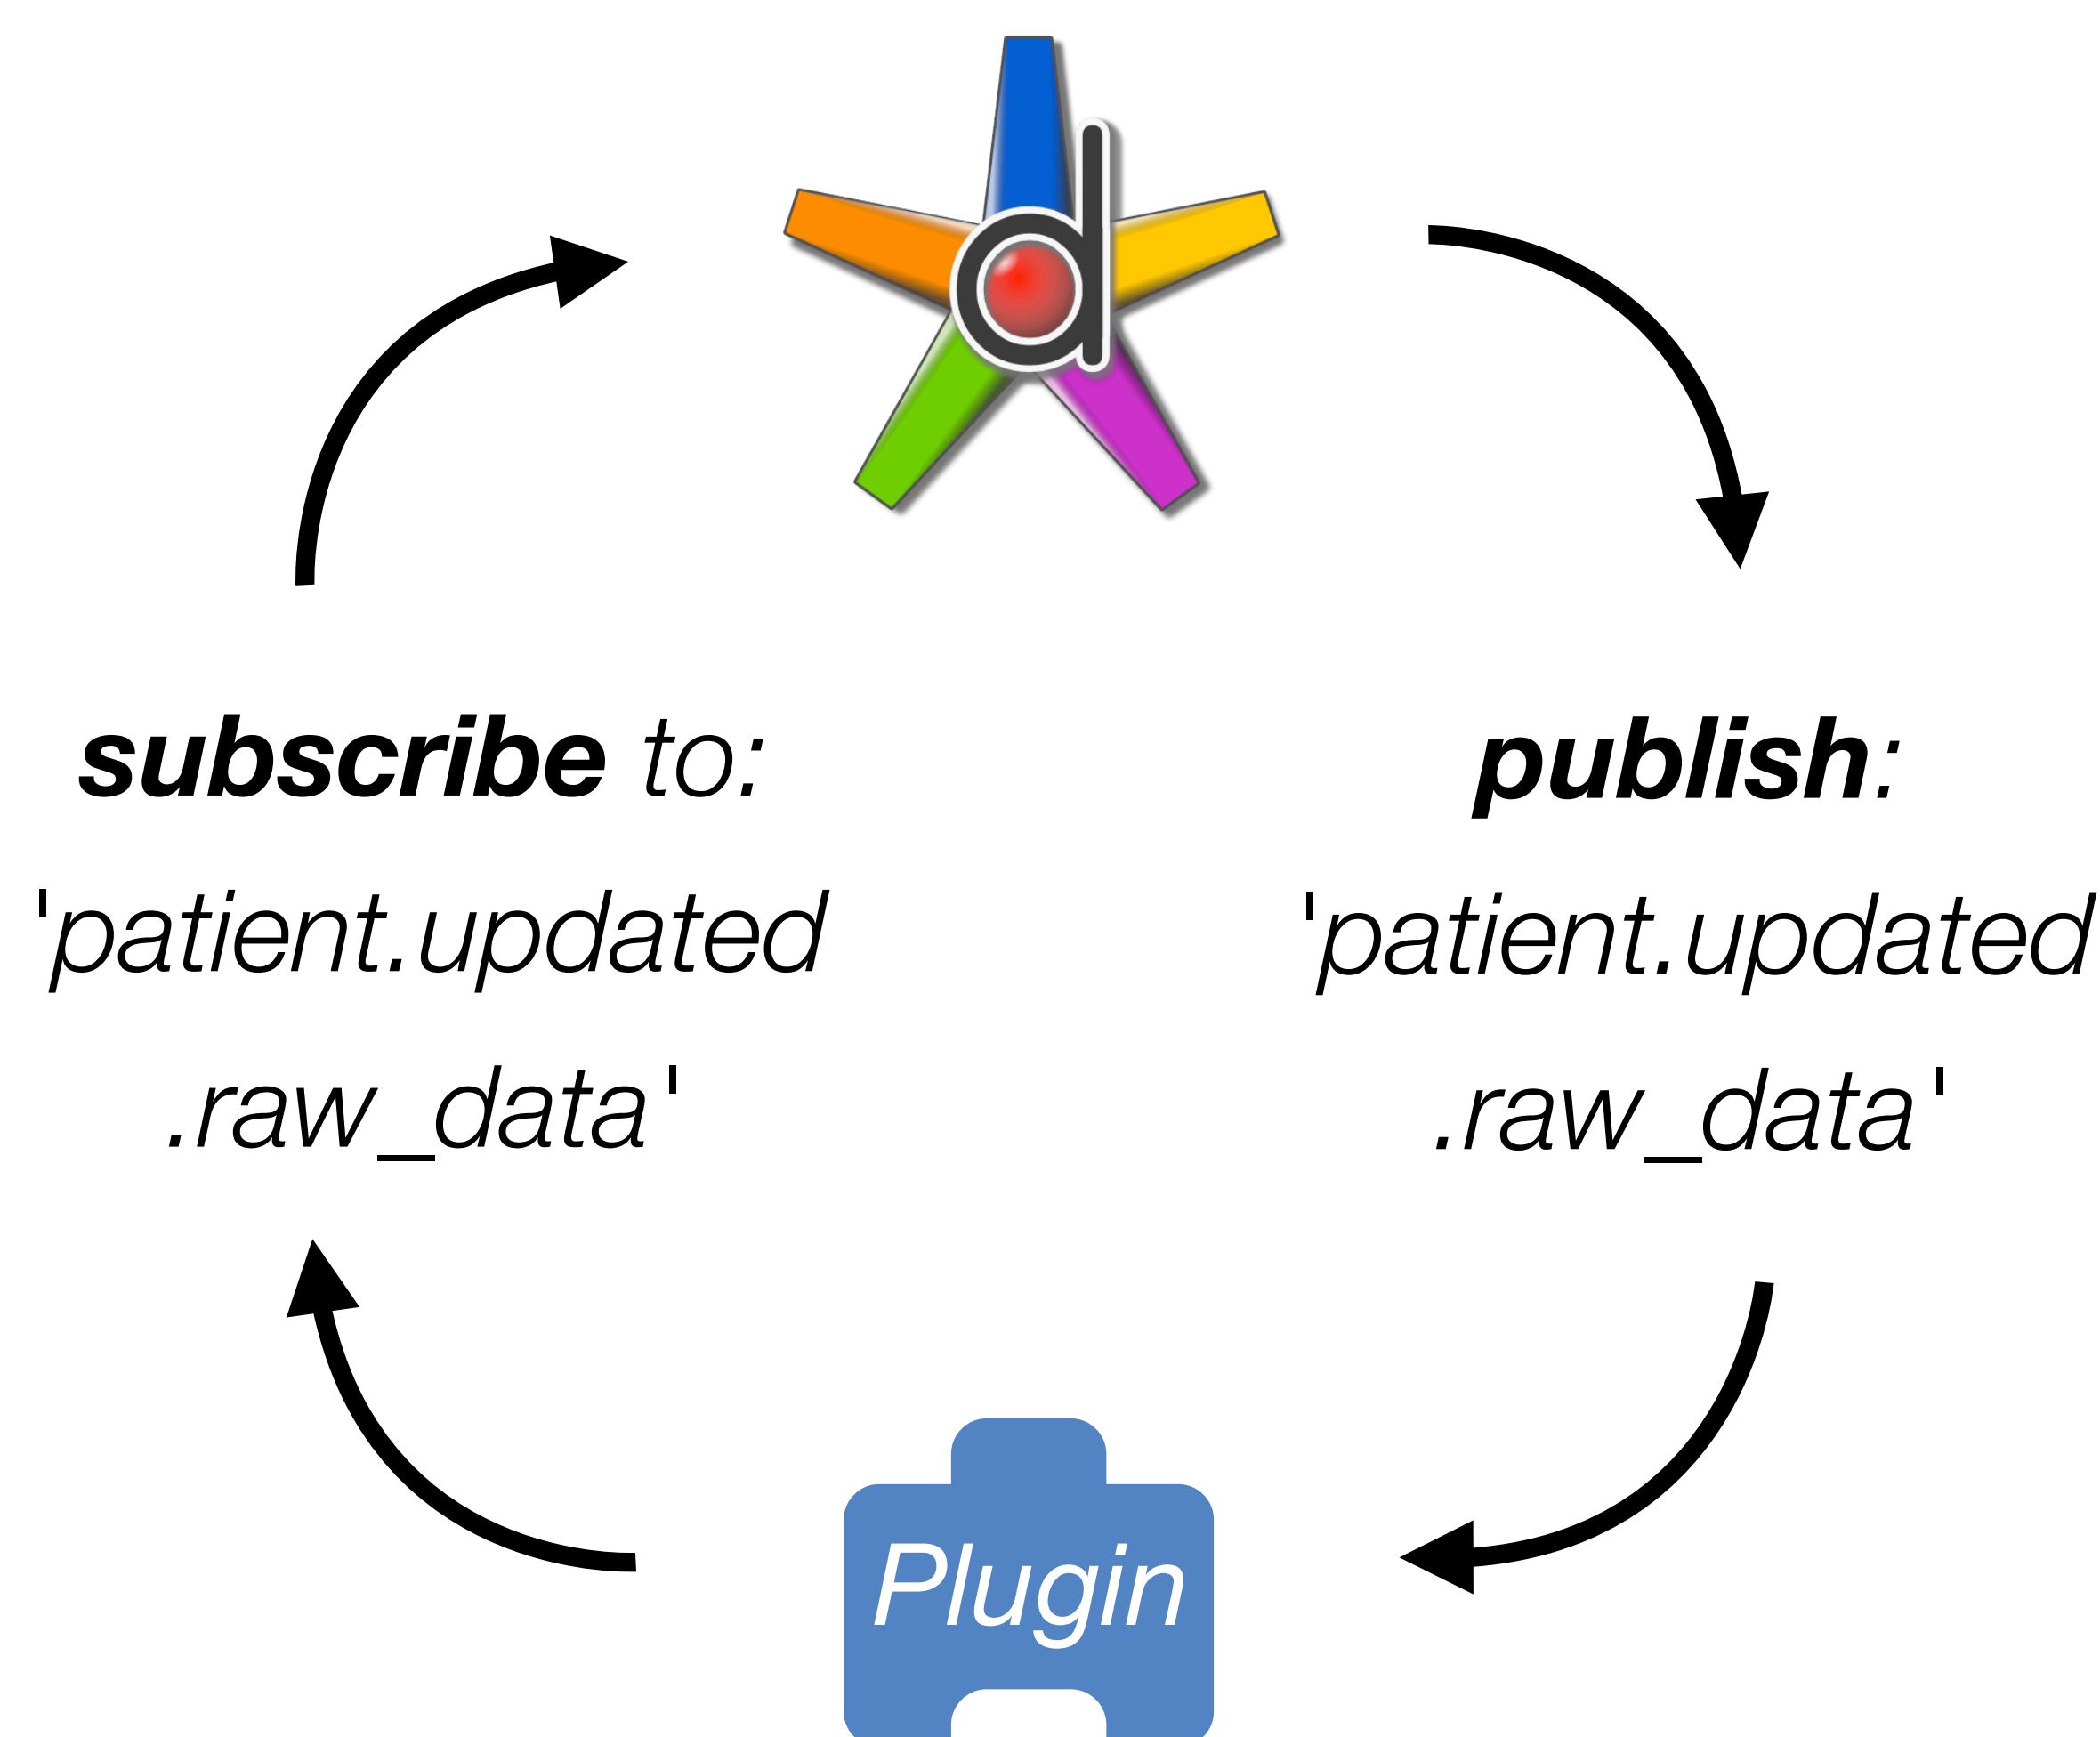 subscribe to:
'patient.updated
.raw_data'
publish:
'patient.updated
.raw_data'
d
Plugin